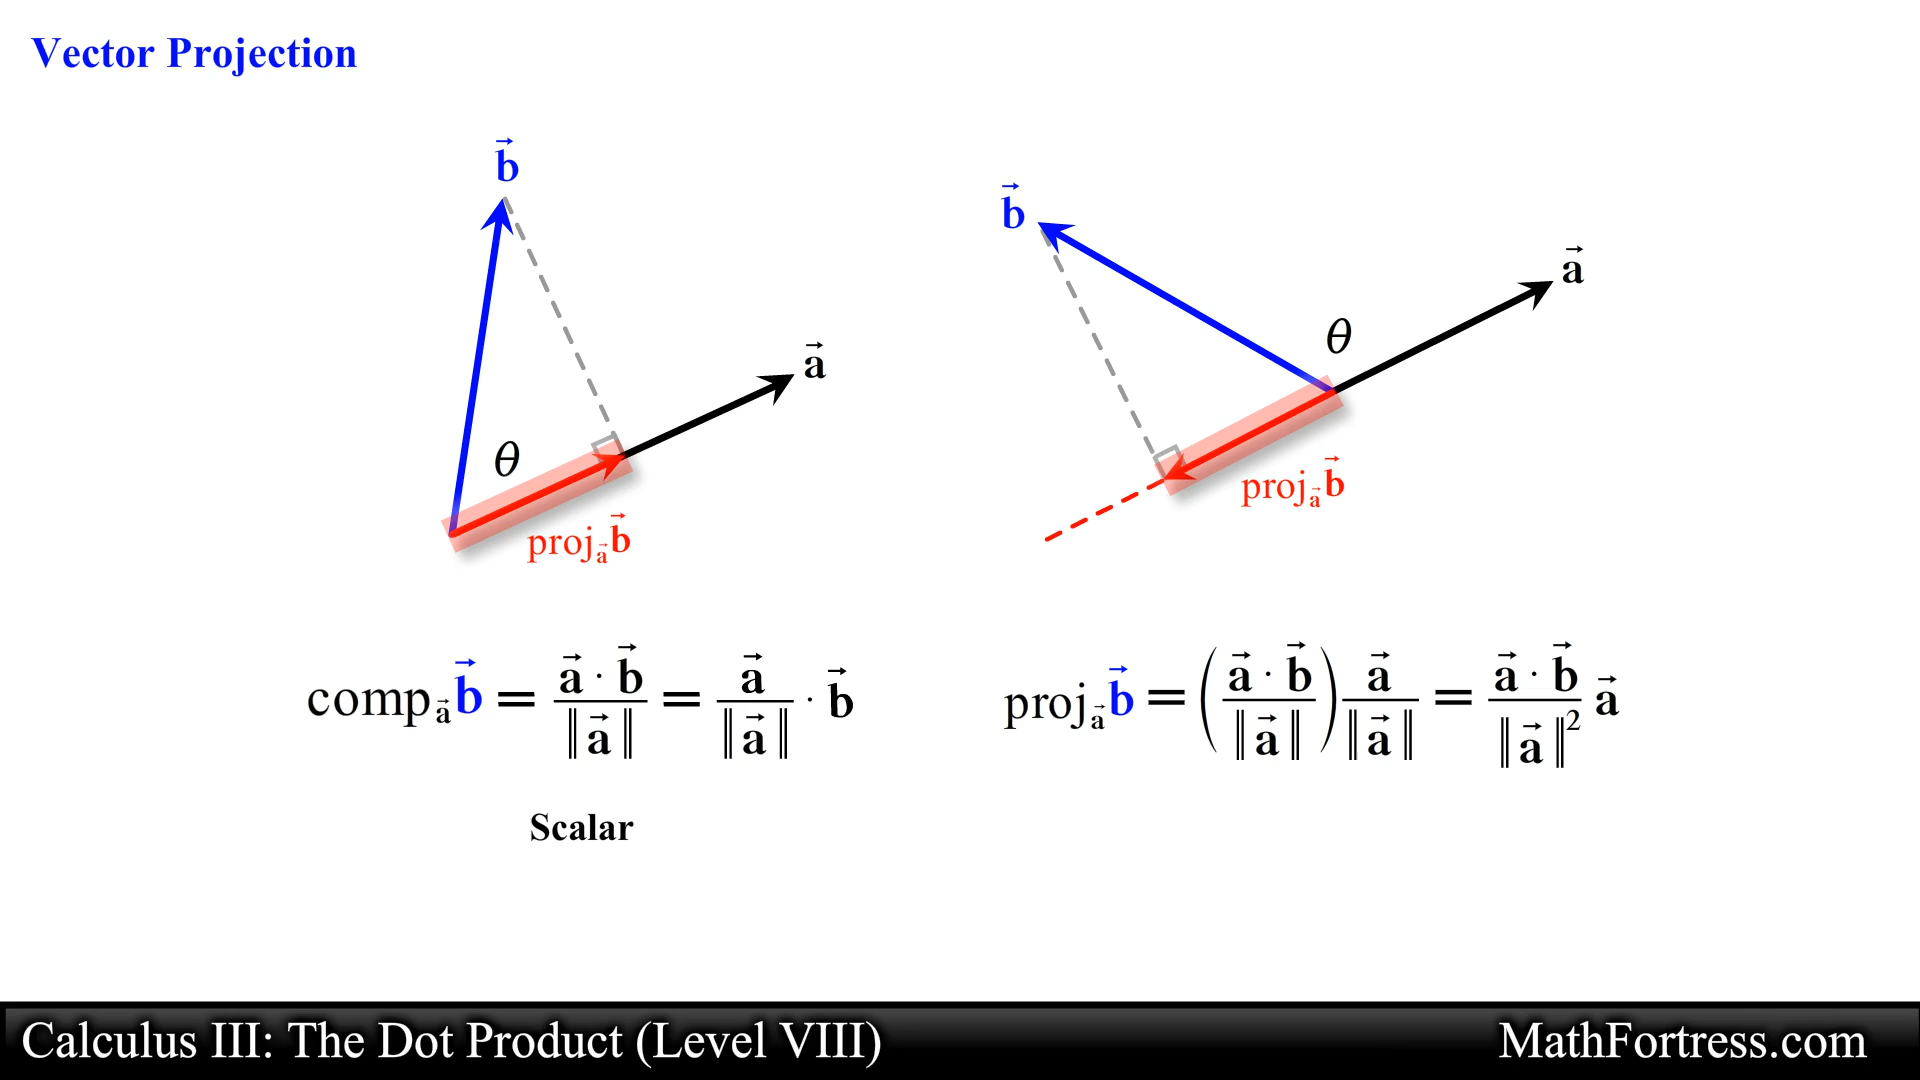 Vector Projection
b⃗
a⃗
θ
proj_a⃗ b⃗
b⃗
a⃗
θ
proj_a⃗ b⃗
comp_a⃗ b⃗ = (a⃗ · b⃗) / ‖a⃗‖ = a⃗ / ‖a⃗‖ · b⃗
proj_a⃗ b⃗ = ((a⃗ · b⃗) / ‖a⃗‖) a⃗ / ‖a⃗‖ = (a⃗ · b⃗) / ‖a⃗‖² a⃗
Scalar
Calculus III: The Dot Product (Level VIII)
MathFortress.com